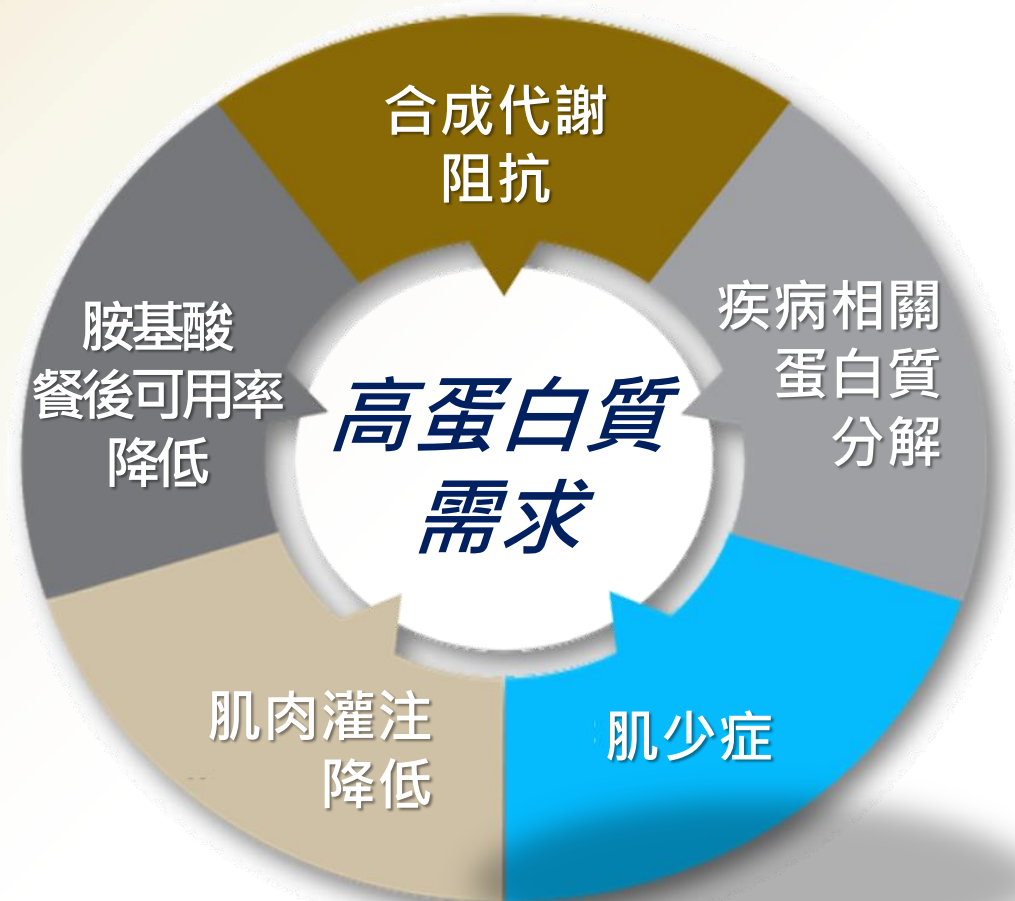 合成代謝
阻抗
疾病相關
蛋白質
分解
肌少症
肌肉灌注
降低
胺基酸
餐後可用率
降低
高蛋白質
需求